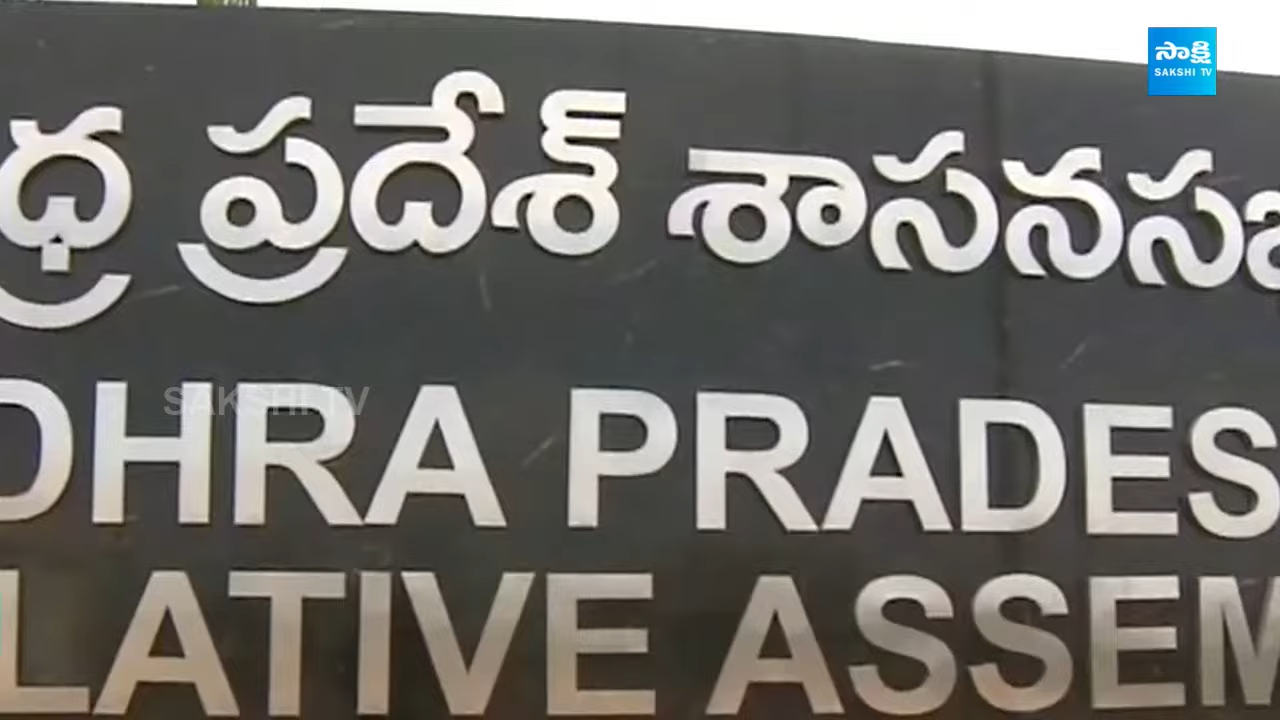 సాక్షి
SAKSHI TV
ధ్ర ప్రదేశ్ శాసనస
SAKSHI TV
DHRA PRADES
LATIVE ASSEM